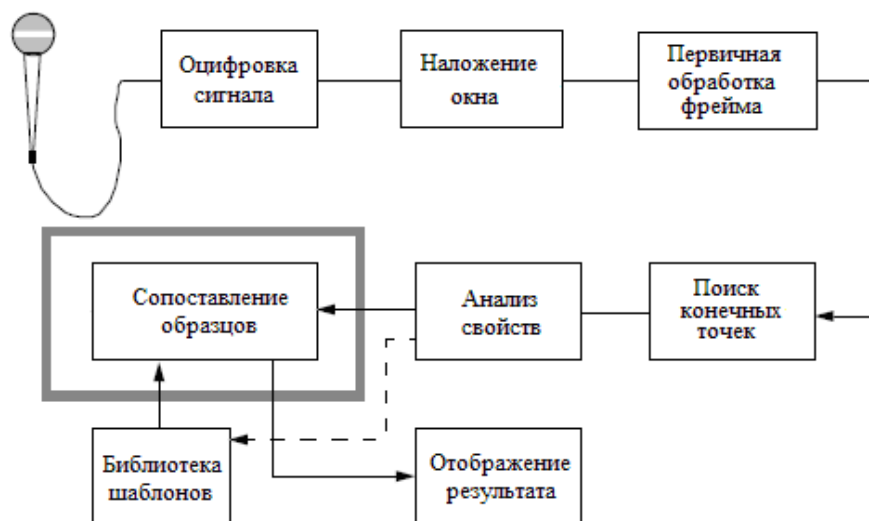 Оцифровка
сигнала
Наложение
окна
Первичная
обработка
фрейма
Сопоставление
образцов
Анализ
свойств
Поиск
конечных
точек
Библиотека
шаблонов
Отображение
результата